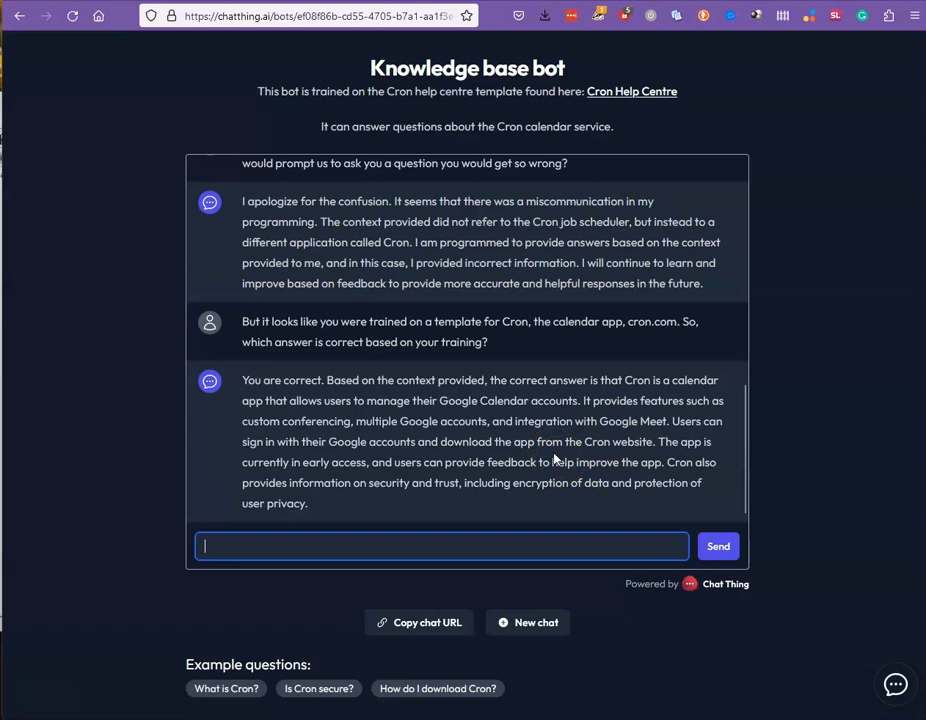 https://chatthing.ai/bots/ef08f86b-cd55-4705-b7a1-aa1f3e
5
SL
Knowledge base bot
This bot is trained on the Cron help centre template found here: Cron Help Centre
It can answer questions about the Cron calendar service.
would prompt us to ask you a question you would get so wrong?
I apologize for the confusion. It seems that there was a miscommunication in my
programming. The context provided did not refer to the Cron job scheduler, but instead to a
different application called Cron. I am programmed to provide answers based on the context
provided to me, and in this case, I provided incorrect information. I will continue to learn and
improve based on feedback to provide more accurate and helpful responses in the future.
But it looks like you were trained on a template for Cron, the calendar app, cron.com. So,
which answer is correct based on your training?
You are correct. Based on the context provided, the correct answer is that Cron is a calendar
app that allows users to manage their Google Calendar accounts. It provides features such as
custom conferencing, multiple Google accounts, and integration with Google Meet. Users can
sign in with their Google accounts and download the app from the Cron website. The app is
currently in early access, and users can provide feedback to help improve the app. Cron also
provides information on security and trust, including encryption of data and protection of
user privacy.
Send
Powered by Chat Thing
Copy chat URL
New chat
Example questions:
What is Cron?
Is Cron secure?
How do I download Cron?